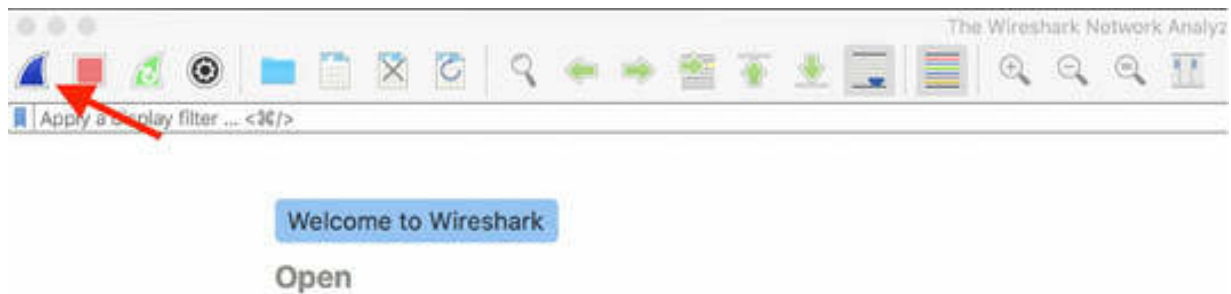 The Wireshark Network Analyz
Apply a display filter ... <⌘/>
Welcome to Wireshark
Open